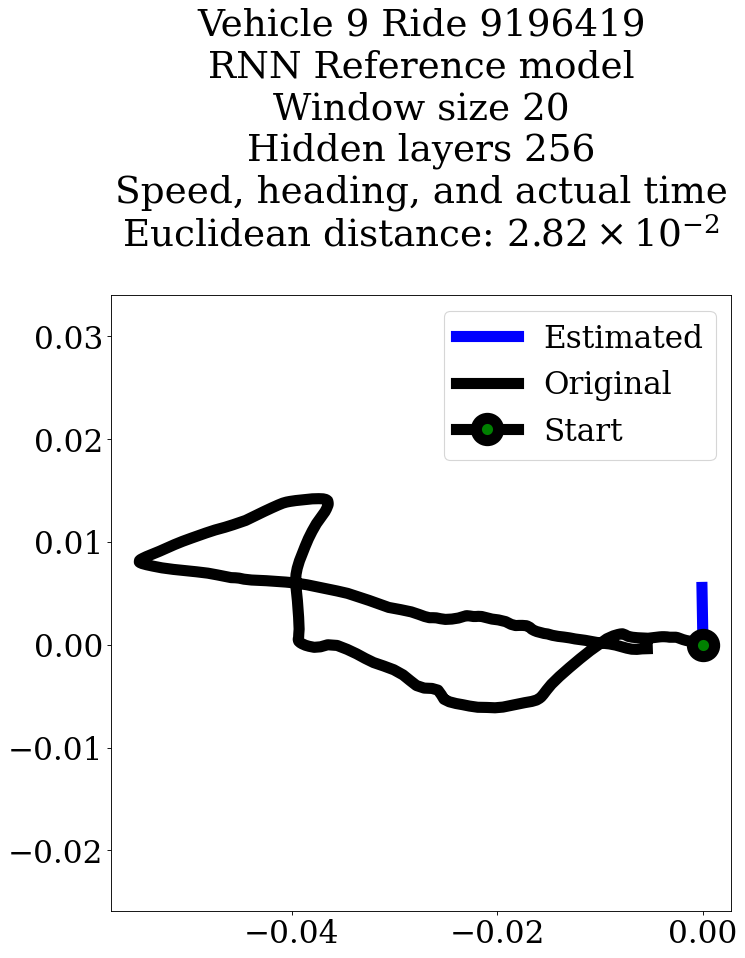 Vehicle 9 Ride 9196419
RNN Reference model
Window size 20
Hidden layers 256
Speed, heading, and actual time
Euclidean distance: 2.82 × 10⁻²
Estimated
Original
Start
0.03
0.02
0.01
0.00
−0.01
−0.02
−0.04 −0.02 0.00